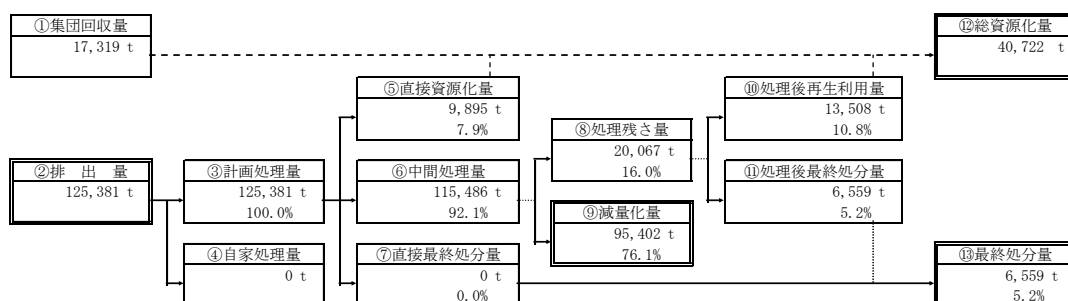 ①集団回収量
17,319 t
⑫総資源化量
40,722 t
⑤直接資源化量
9,895 t
7.9%
⑩処理後再生利用量
13,508 t
10.8%
⑧処理残さ量
20,067 t
16.0%
②排 出 量
125,381 t
③計画処理量
125,381 t
100.0%
⑥中間処理量
115,486 t
92.1%
⑪処理後最終処分量
6,559 t
5.2%
⑨減量化量
95,402 t
76.1%
④自家処理量
0 t
⑦直接最終処分量
0 t
0.0%
⑬最終処分量
6,559 t
5.2%